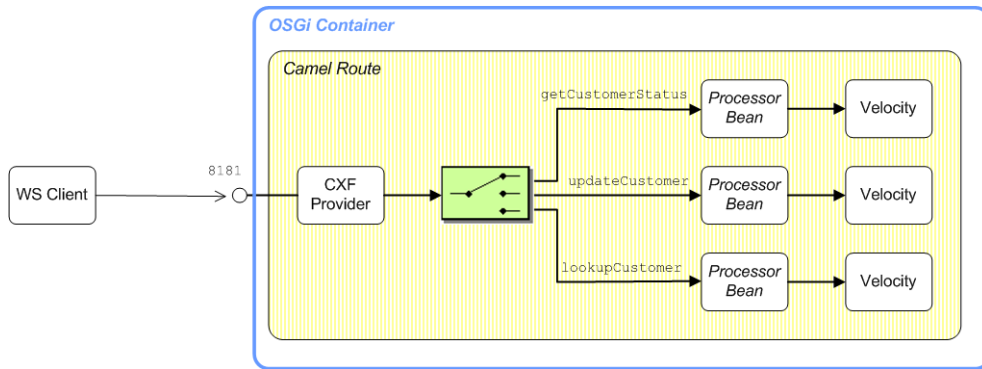 OSGi Container
Camel Route
getCustomerStatus
Processor
Bean
Velocity
8181
WS Client
CXF
Provider
updateCustomer
Processor
Bean
Velocity
lookupCustomer
Processor
Bean
Velocity